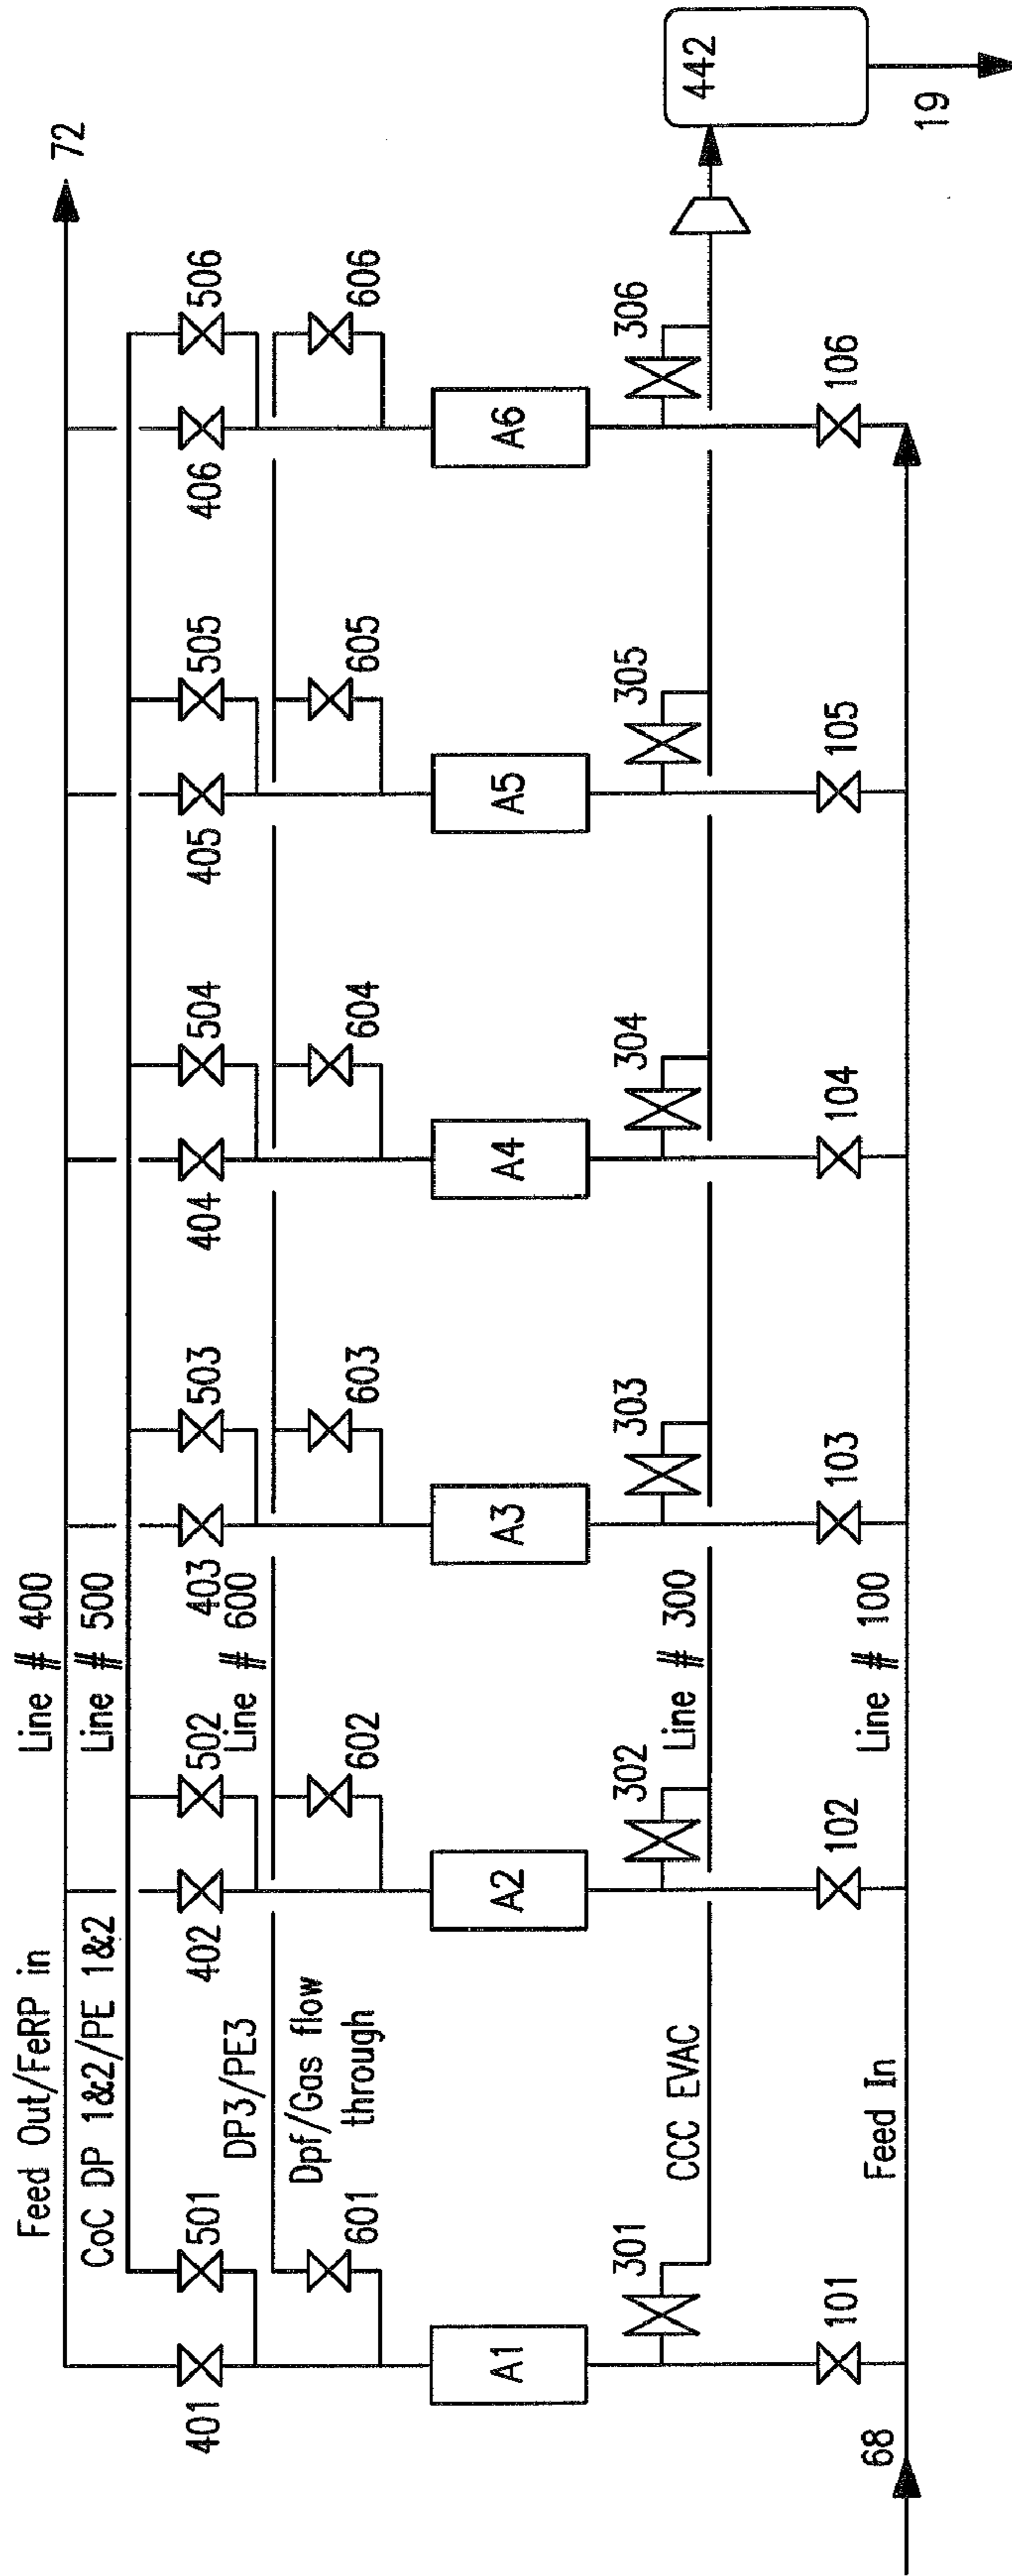 Feed Out/FeRP in
Line # 400
72
CoC DP 1&2/PE 1&2
Line # 500
401
501
402
502
403
503
404
504
405
505
406
506
DP3/PE3
Line # 600
Dpf/Gas flow
through
601
602
603
604
605
606
A1
A2
A3
A4
A5
A6
301
302
303
304
305
306
CCC EVAC
Line # 300
442
19
101
102
103
104
105
106
68
Feed In
Line # 100